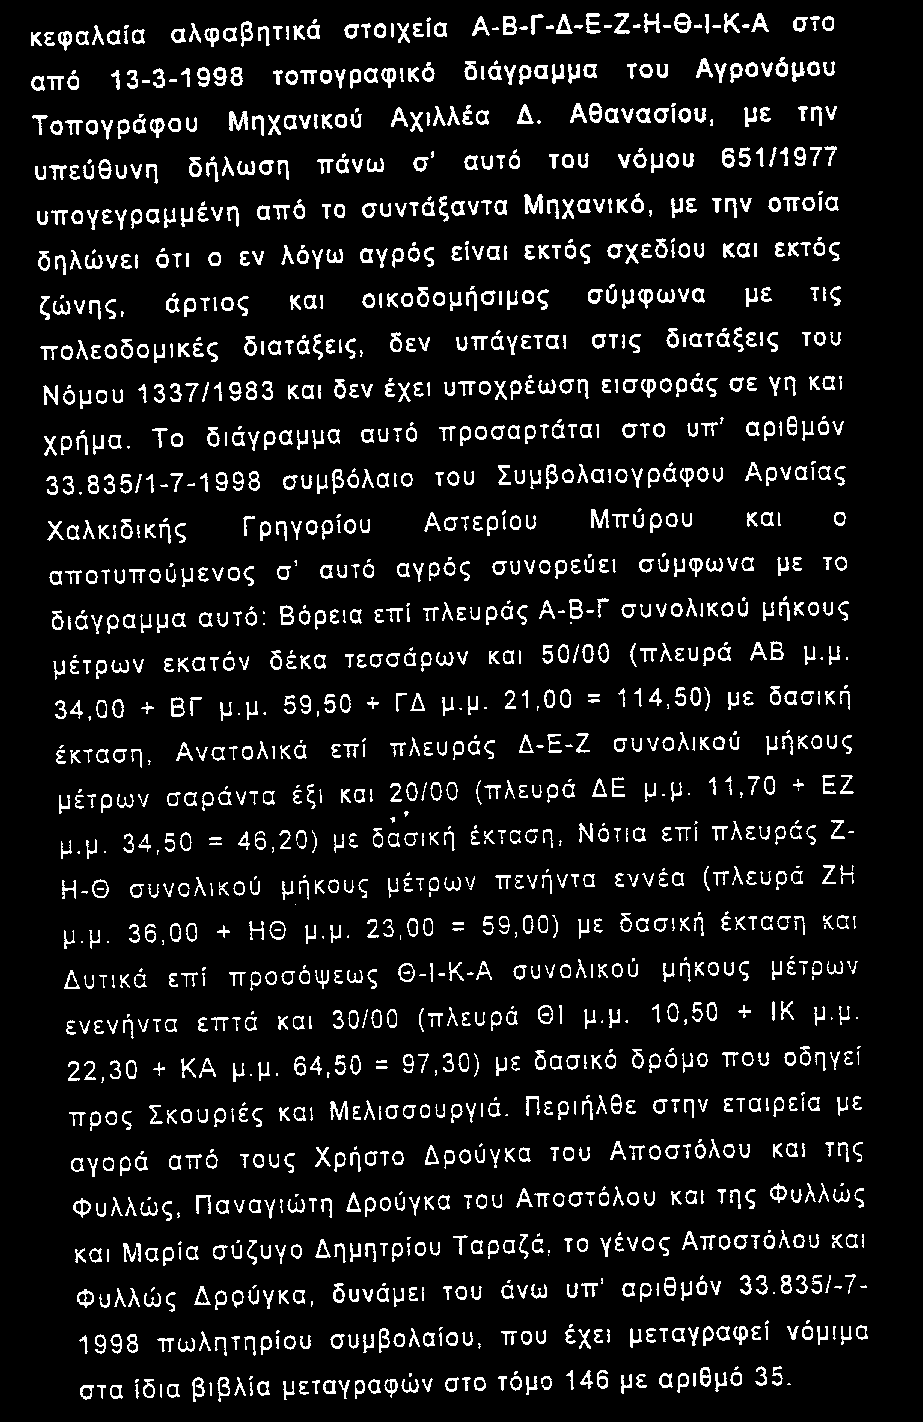 κεφαλαία αλφαβητικά στοιχεία Α-Β-Γ-Δ-Ε-Ζ-Η-Θ-Ι-Κ-Α στο
από 13-3-1998 τοπογραφικό διάγραμμα του Αγρονόμου
Τοπογράφου Μηχανικού Αχιλλέα Δ. Αθανασίου, με την
υπεύθυνη δήλωση πάνω σ' αυτό του νόμου 651/1977
υπογεγραμμένη από το συντάξαντα Μηχανικό, με την οποία
δηλώνει ότι ο εν λόγω αγρός είναι εκτός σχεδίου και εκτός
ζώνης, άρτιος και οικοδομήσιμος σύμφωνα με τις
πολεοδομικές διατάξεις, δεν υπάγεται στις διατάξεις του
Νόμου 1337/1983 και δεν έχει υποχρέωση εισφοράς σε γη και
χρήμα. Το διάγραμμα αυτό προσαρτάται στο υπ' αριθμόν
33.835/1-7-1998 συμβόλαιο του Συμβολαιογράφου Αρναίας
Χαλκιδικής Γρηγορίου Αστερίου Μπύρου και ο
αποτυπούμενος σ' αυτό αγρός συνορεύει σύμφωνα με το
διάγραμμα αυτό: Βόρεια επί πλευράς Α-Β-Γ συνολικού μήκους
μέτρων εκατόν δέκα τεσσάρων και 50/00 (πλευρά ΑΒ μ.μ.
34,00 + ΒΓ μ.μ. 59,50 + ΓΔ μ.μ. 21,00 = 114,50) με δασική
έκταση, Ανατολικά επί πλευράς Δ-Ε-Ζ συνολικού μήκους
μέτρων σαράντα έξι και 20/00 (πλευρά ΔΕ μ.μ. 11,70 + ΕΖ
μ.μ. 34,50 = 46,20) με δασική έκταση, Νότια επί πλευράς Ζ-
Η-Θ συνολικού μήκους μέτρων πενήντα εννέα (πλευρά ΖΗ
μ.μ. 36,00 + ΗΘ μ.μ. 23,00 = 59,00) με δασική έκταση και
Δυτικά επί προσόψεως Θ-Ι-Κ-Α συνολικού μήκους μέτρων
ενενήντα επτά και 30/00 (πλευρά ΘΙ μ.μ. 10,50 + ΙΚ μ.μ.
22,30 + ΚΑ μ.μ. 64,50 = 97,30) με δασικό δρόμο που οδηγεί
προς Σκουριές και Μελισσουργιά. Περιήλθε στην εταιρεία με
αγορά από τους Χρήστο Δρούγκα του Αποστόλου και της
Φυλλώς, Παναγιώτη Δρούγκα του Αποστόλου και της Φυλλώς
και Μαρία σύζυγο Δημητρίου Ταραζά, το γένος Αποστόλου και
Φυλλώς Δρρύγκα, δυνάμει του άνω υπ' αριθμόν 33.835/-7-
1998 πωλητηρίου συμβολαίου, που έχει μεταγραφεί νόμιμα
στα ίδια βιβλία μεταγραφών στο τόμο 146 με αριθμό 35.